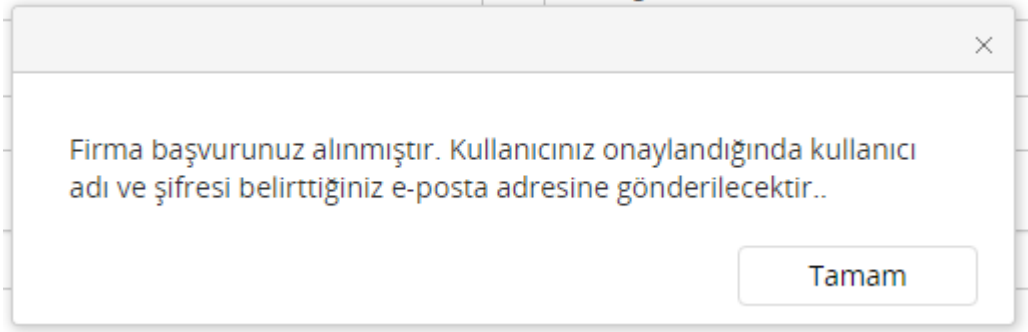 Firma başvurunuz alınmıştır. Kullanıcınız onaylandığında kullanıcı
adı ve şifresi belirttiğiniz e-posta adresine gönderilecektir..
Tamam